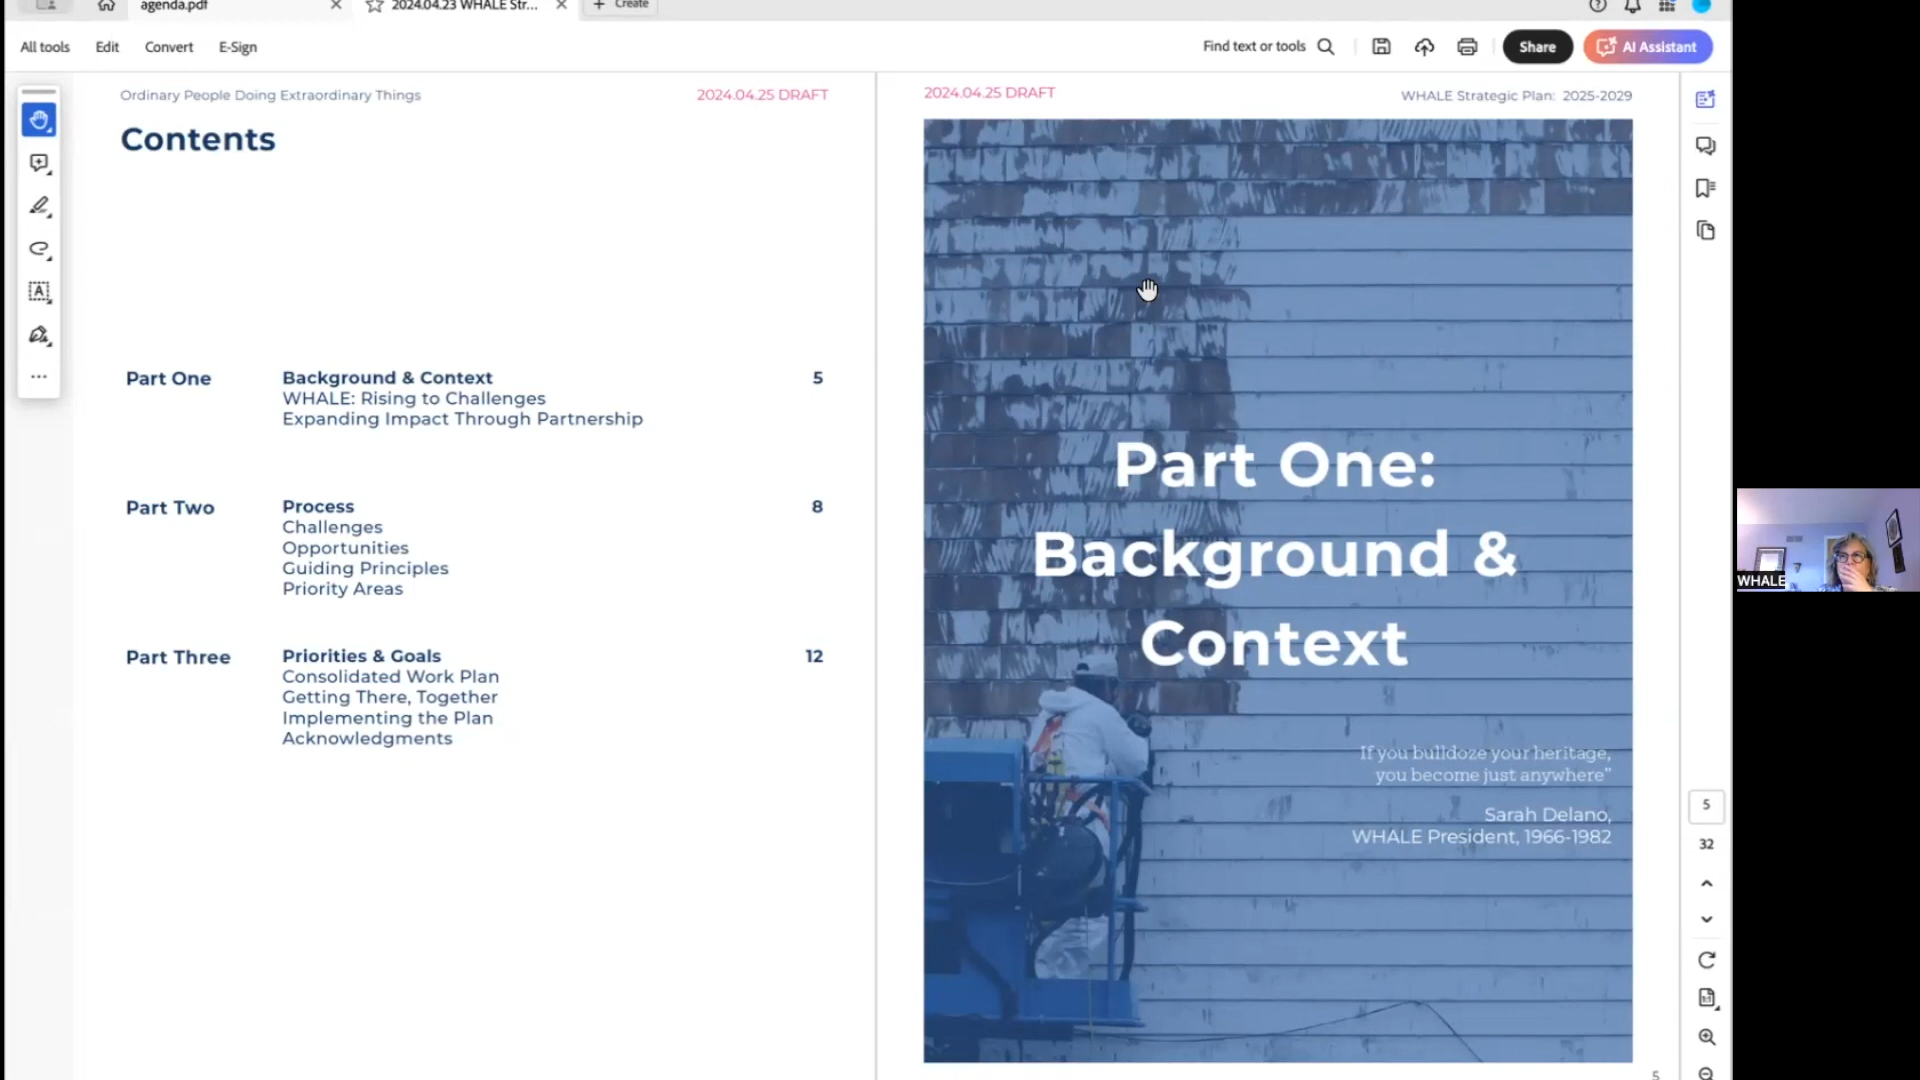 agenda.pdf
2024.04.23 WHALE Str...
Create
All tools
Edit
Convert
E-Sign
Find text or tools
Share
AI Assistant
Ordinary People Doing Extraordinary Things
2024.04.25 DRAFT
Contents
Part One
Background & Context
5
WHALE: Rising to Challenges
Expanding Impact Through Partnership
Part Two
Process
8
Challenges
Opportunities
Guiding Principles
Priority Areas
Part Three
Priorities & Goals
12
Consolidated Work Plan
Getting There, Together
Implementing the Plan
Acknowledgments
2024.04.25 DRAFT
WHALE Strategic Plan: 2025-2029
Part One:
Background &
Context
If you bulldoze your heritage,
you become just anywhere"
Sarah Delano,
WHALE President, 1966-1982
5
5
32
WHALE